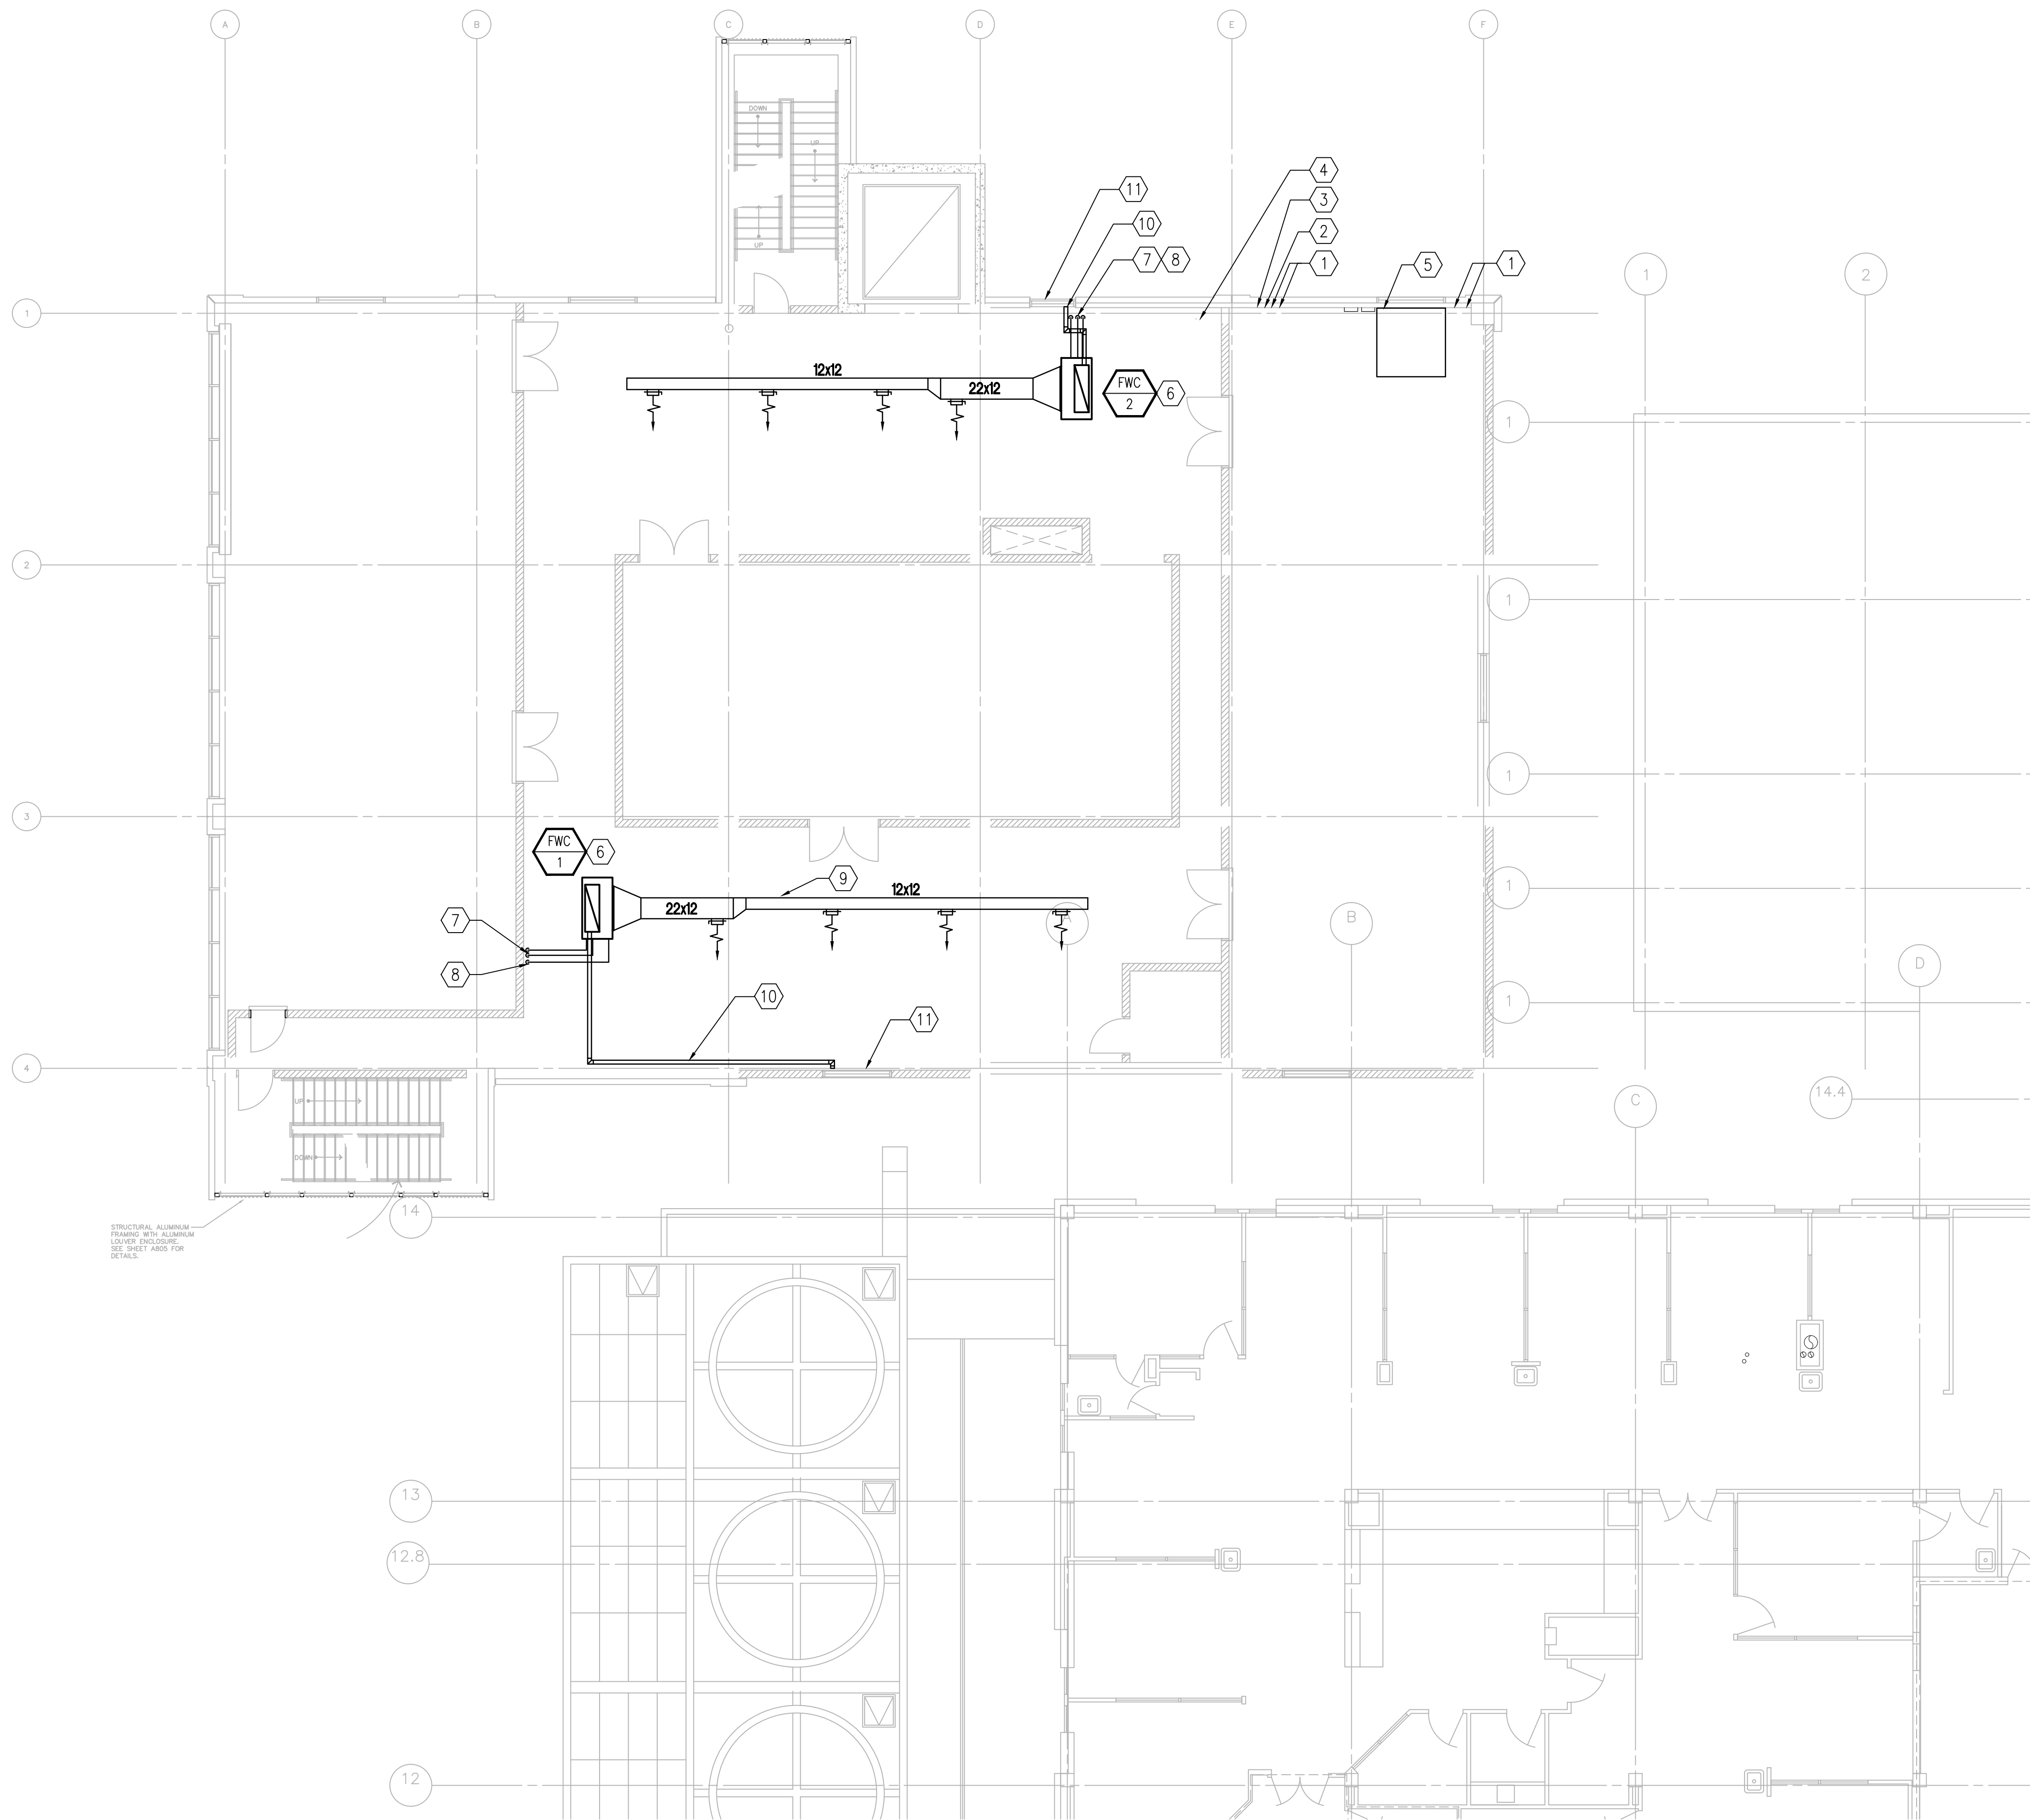 A
B
C
D
E
F
DOWN
UP
UP
4
11
3
10
2
7
8
1
5
1
1
2
1
12x12
22x12
FWC
2
6
1
2
1
1
3
FWC
1
6
9
12x12
22x12
1
7
A
B
8
D
10
11
1
4
14.4
C
UP
DOWN
14
STRUCTURAL ALUMINUM
FRAMING WITH ALUMINUM
LOUVER ENCLOSURE.
SEE SHEET A805 FOR
DETAILS.
13
12.8
12